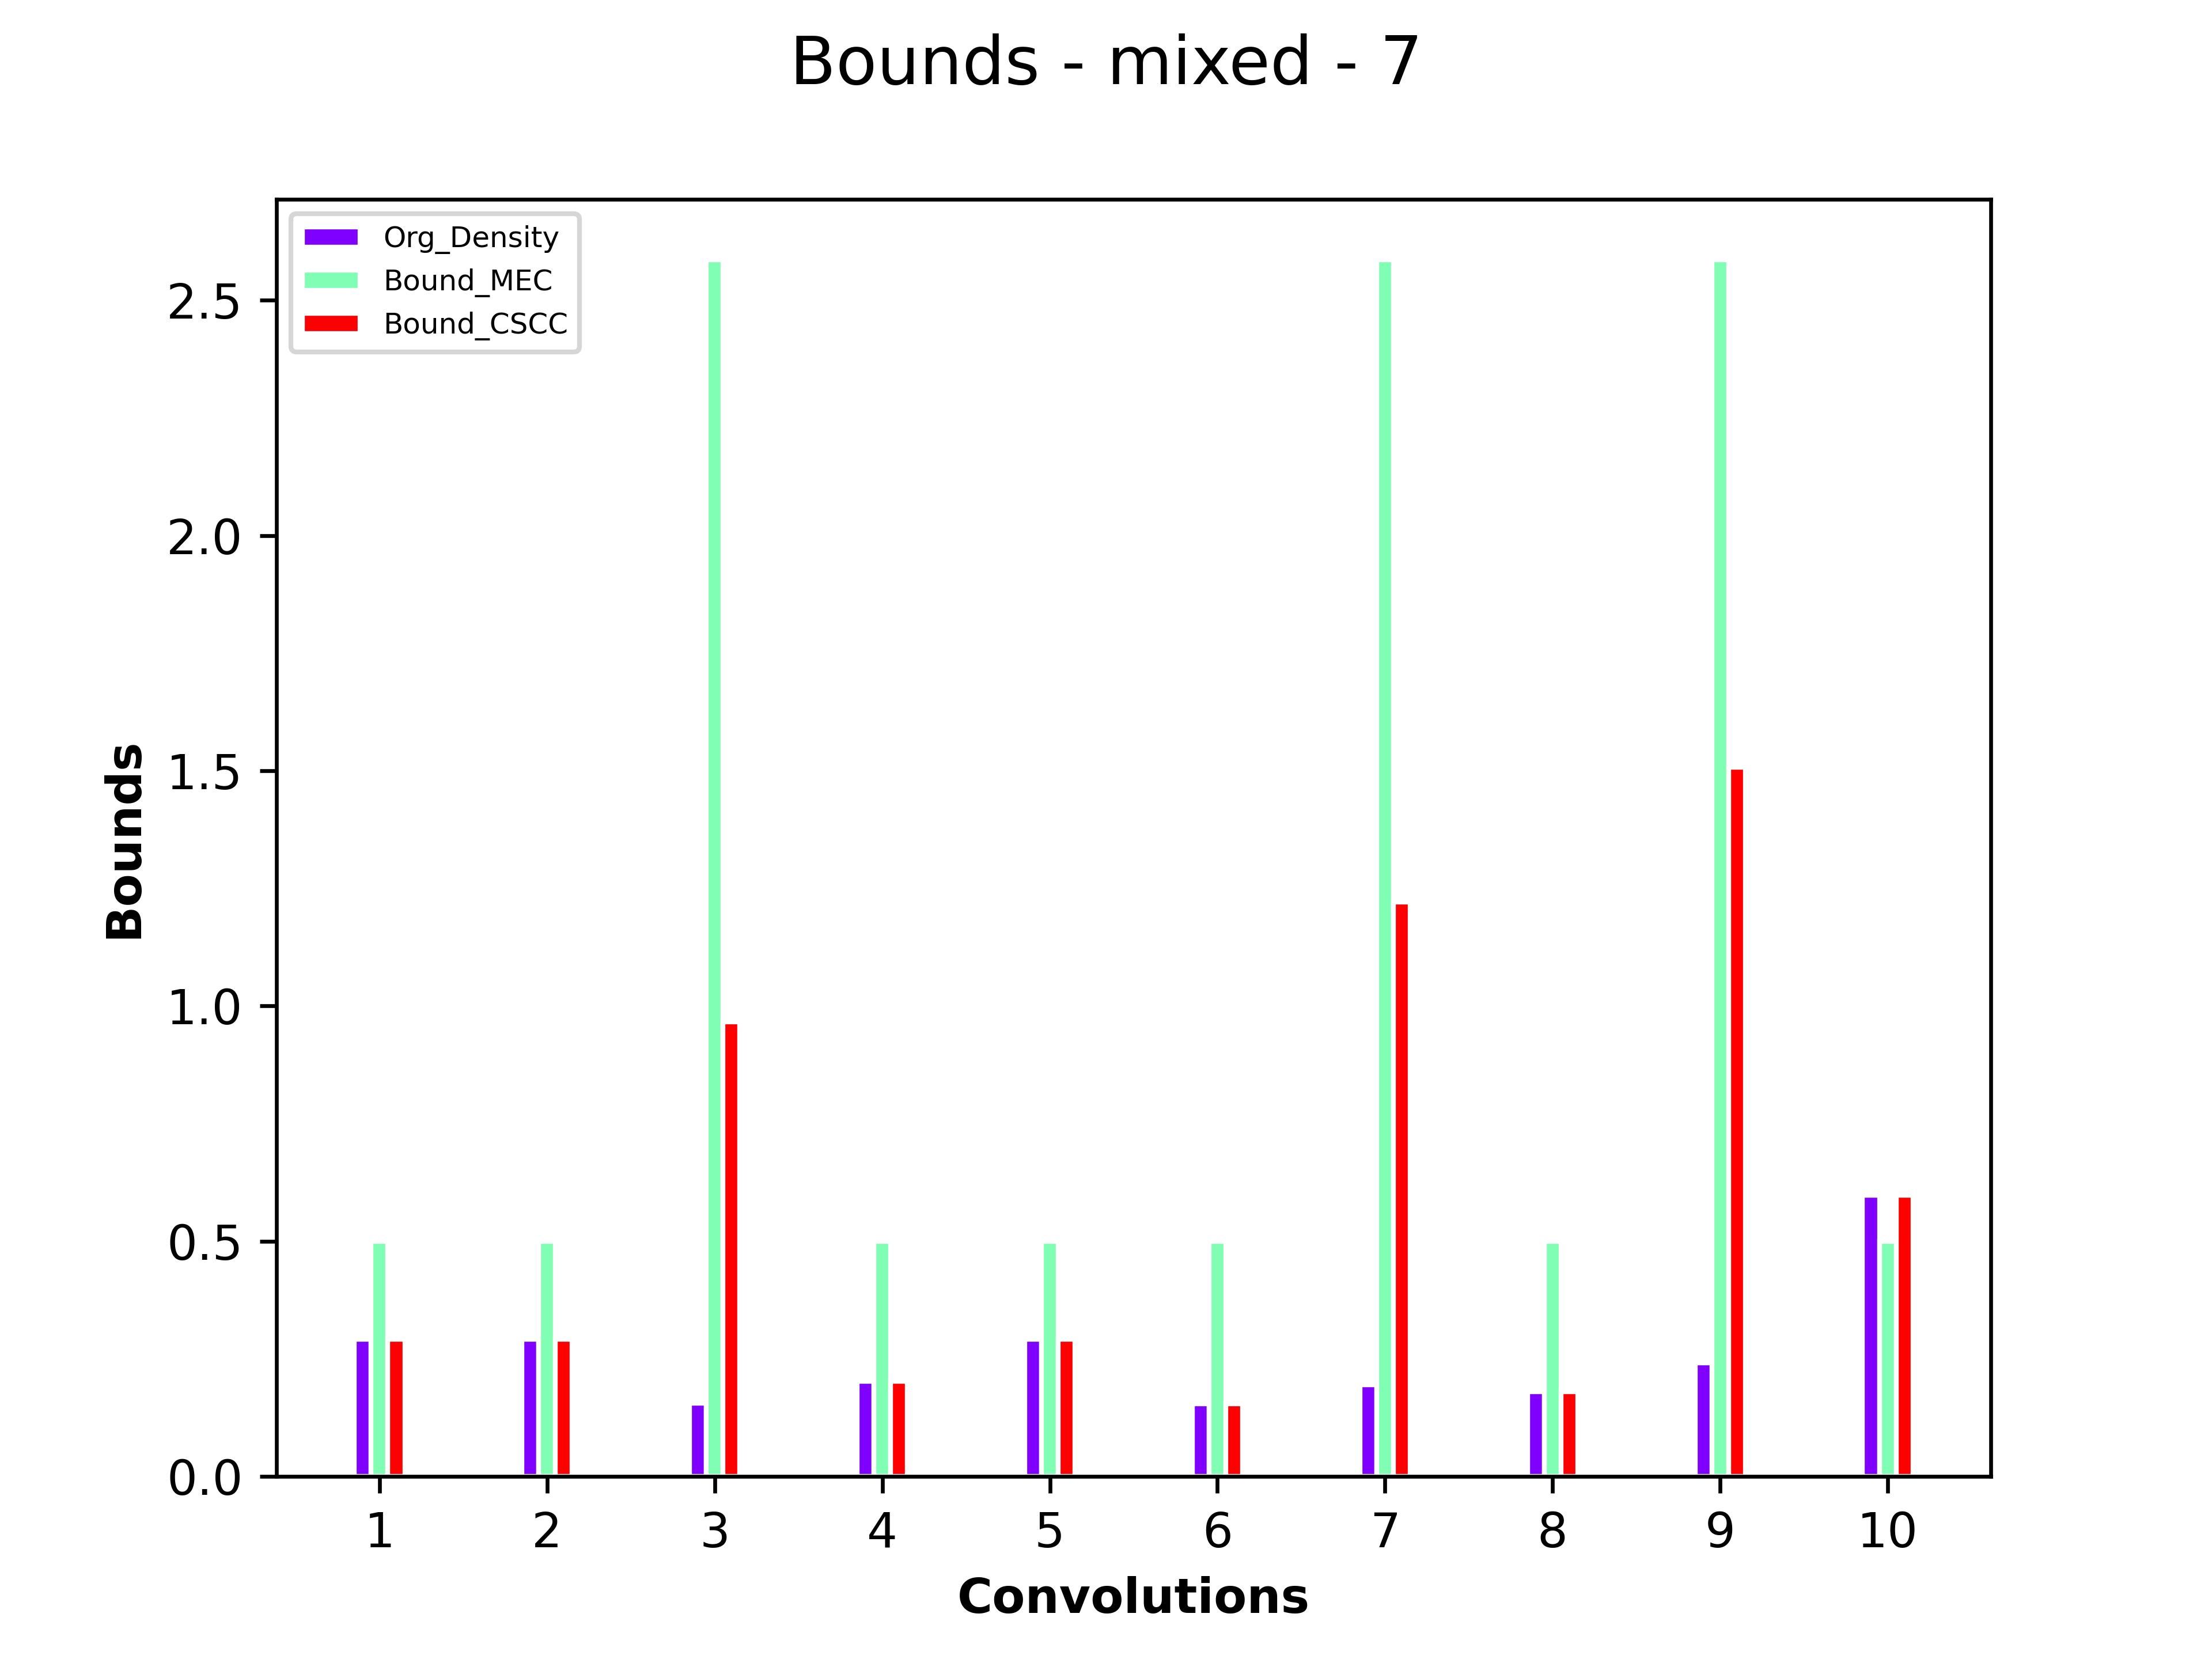 Bounds - mixed - 7
Org_Density
Bound_MEC
Bound_CSCC
2.5
2.0
1.5
1.0
0.5
0.0
Bounds
1 2 3 4 5 6 7 8 9 10
Convolutions